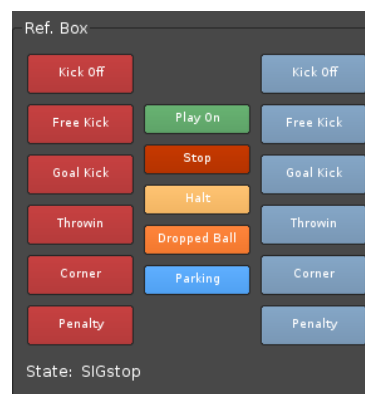 Ref. Box
Kick Off
Free Kick
Goal Kick
Throwin
Corner
Penalty
Play On
Stop
Halt
Dropped Ball
Parking
Kick Off
Free Kick
Goal Kick
Throwin
Corner
Penalty
State: SIGstop